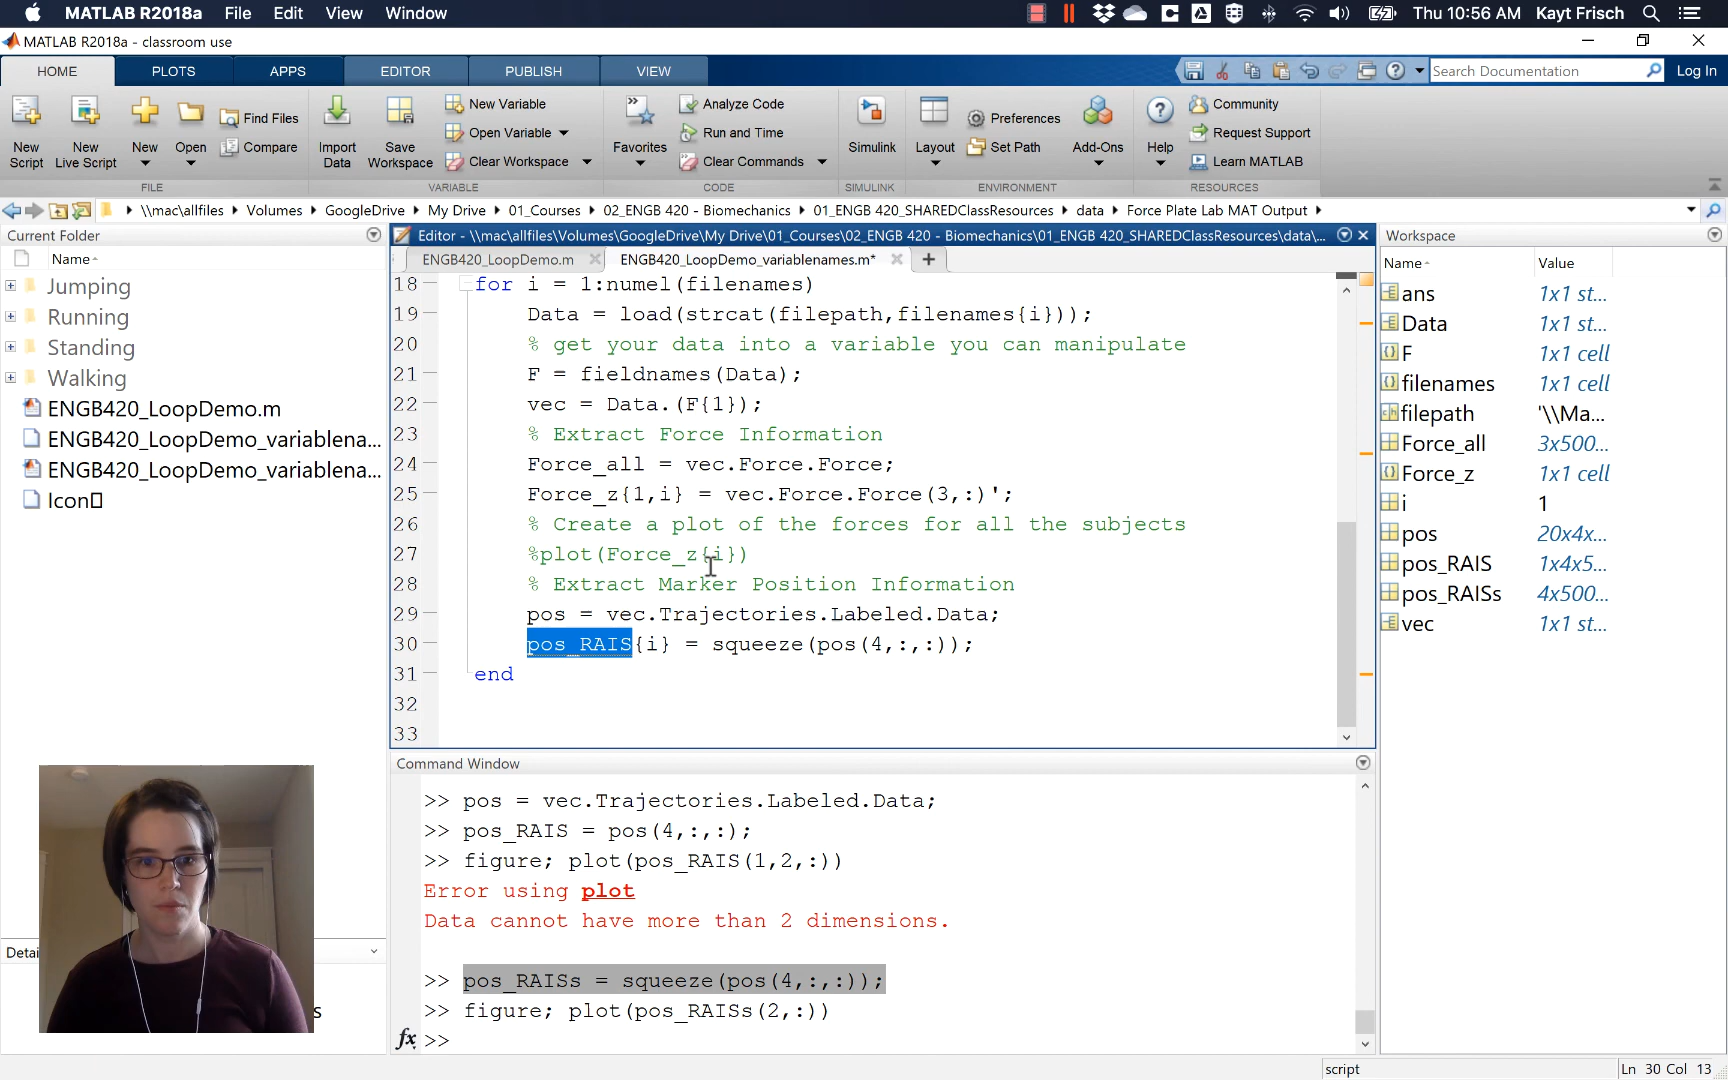 MATLAB R2018a File Edit View Window Thu 10:56 AM Kayt Frisch
MATLAB R2018a - classroom use
HOME PLOTS APPS EDITOR PUBLISH VIEW Search Documentation Log In
New Script
New Live Script
New
Open
Find Files
Compare
FILE
Import Data
Save Workspace
New Variable
Open Variable
Clear Workspace
VARIABLE
Favorites
Analyze Code
Run and Time
Clear Commands
CODE
Simulink
SIMULINK
Layout
Preferences
Set Path
Add-Ons
ENVIRONMENT
Help
Community
Request Support
Learn MATLAB
RESOURCES
\\mac\allfiles Volumes GoogleDrive My Drive 01_Courses 02_ENGB 420 - Biomechanics 01_ENGB 420_SHAREDClassResources data Force Plate Lab MAT Output
Current Folder
Name
Jumping
Running
Standing
Walking
ENGB420_LoopDemo.m
ENGB420_LoopDemo_variablena...
ENGB420_LoopDemo_variablena...
Icon
Detai
s
Editor - \\mac\allfiles\Volumes\GoogleDrive\My Drive\01_Courses\02_ENGB 420 - Biomechanics\01_ENGB 420_SHAREDClassResources\data\...
ENGB420_LoopDemo.m ENGB420_LoopDemo_variablenames.m*
18 for i = 1:numel(filenames)
19 Data = load(strcat(filepath,filenames{i}));
20 % get your data into a variable you can manipulate
21 F = fieldnames(Data);
22 vec = Data.(F{1});
23 % Extract Force Information
24 Force_all = vec.Force.Force;
25 Force_z{1,i} = vec.Force.Force(3,:)';
26 % Create a plot of the forces for all the subjects
27 %plot(Force_z{i})
28 % Extract Marker Position Information
29 pos = vec.Trajectories.Labeled.Data;
30 pos_RAIS{i} = squeeze(pos(4,:,:));
31 end
32
33
Command Window
>> pos = vec.Trajectories.Labeled.Data;
>> pos_RAIS = pos(4,:,:);
>> figure; plot(pos_RAIS(1,2,:))
Error using plot
Data cannot have more than 2 dimensions.
>> pos_RAISs = squeeze(pos(4,:,:));
>> figure; plot(pos_RAISs(2,:))
fx >>
Workspace
Name Value
ans 1x1 st...
Data 1x1 st...
F 1x1 cell
filenames 1x1 cell
filepath '\\Ma...
Force_all 3x500...
Force_z 1x1 cell
i 1
pos 20x4x...
pos_RAIS 1x4x5...
pos_RAISs 4x500...
vec 1x1 st...
script Ln 30 Col 13